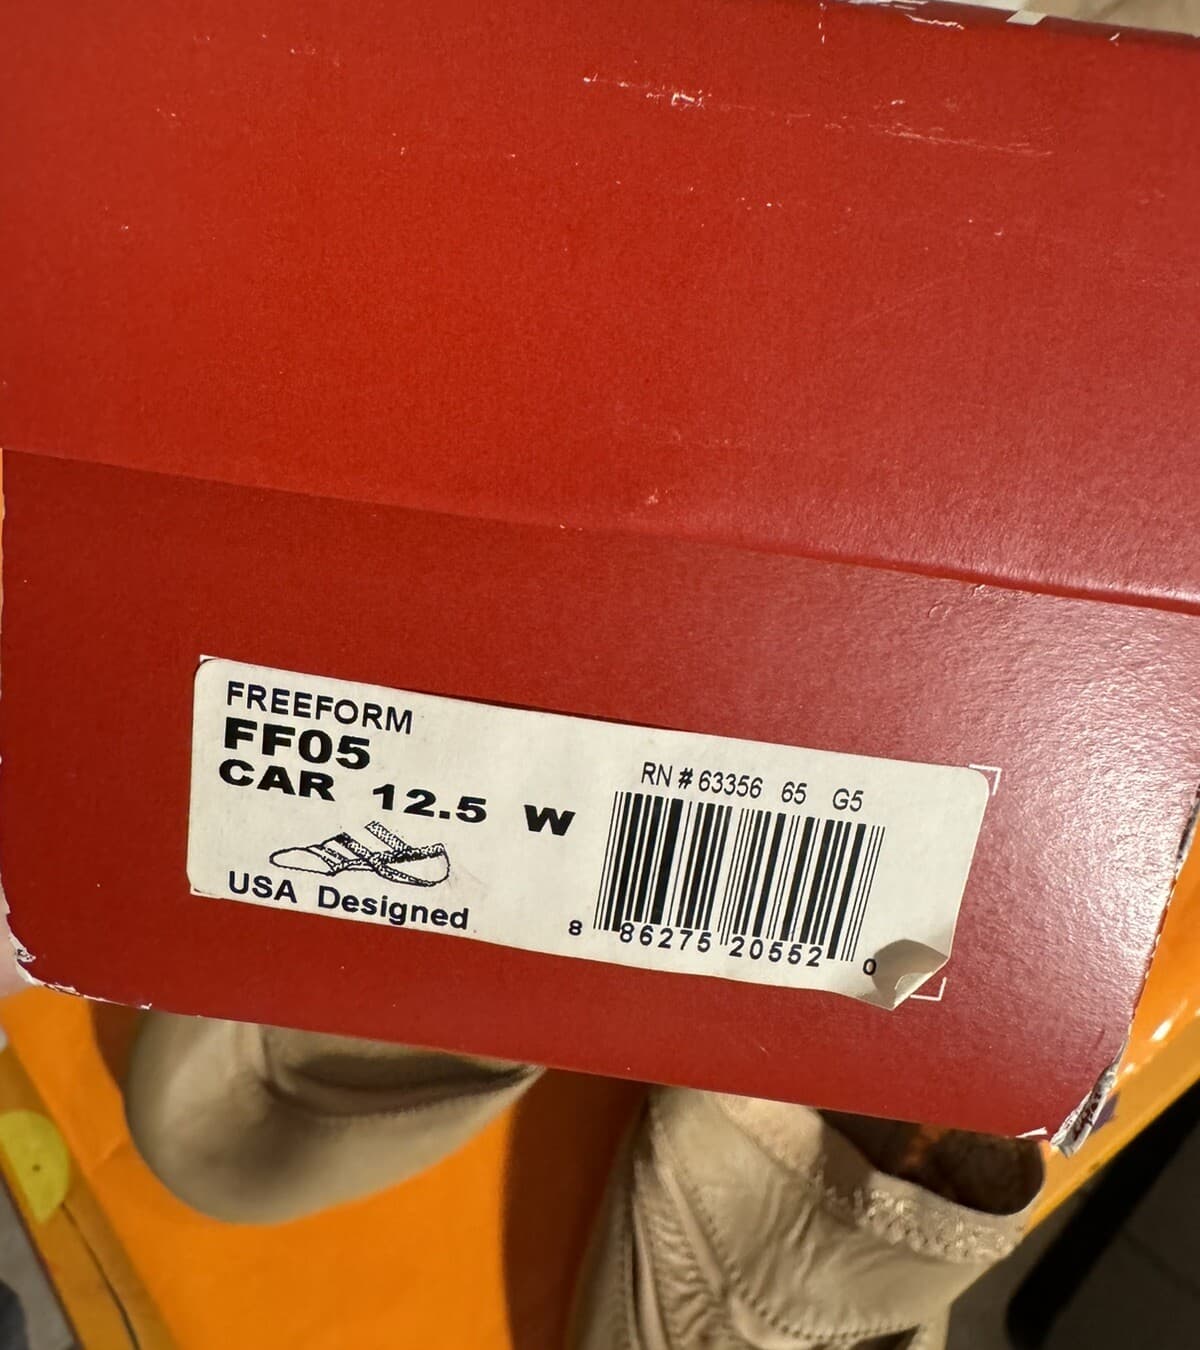 FREEFORM
FF05
CAR 12.5 W
USA Designed
RN # 63356 65 G5
8 86275 20552 0